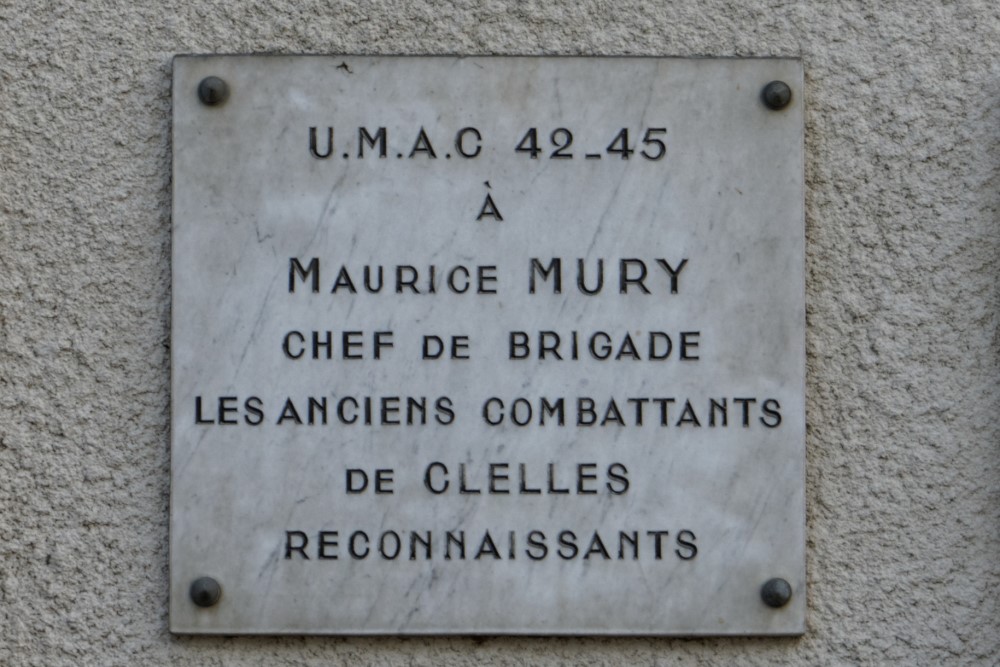 U.M.A.C 42-45
À
MAURICE MURY
CHEF DE BRIGADE
LES ANCIENS COMBATTANTS
DE CLELLES
RECONNAISSANTS